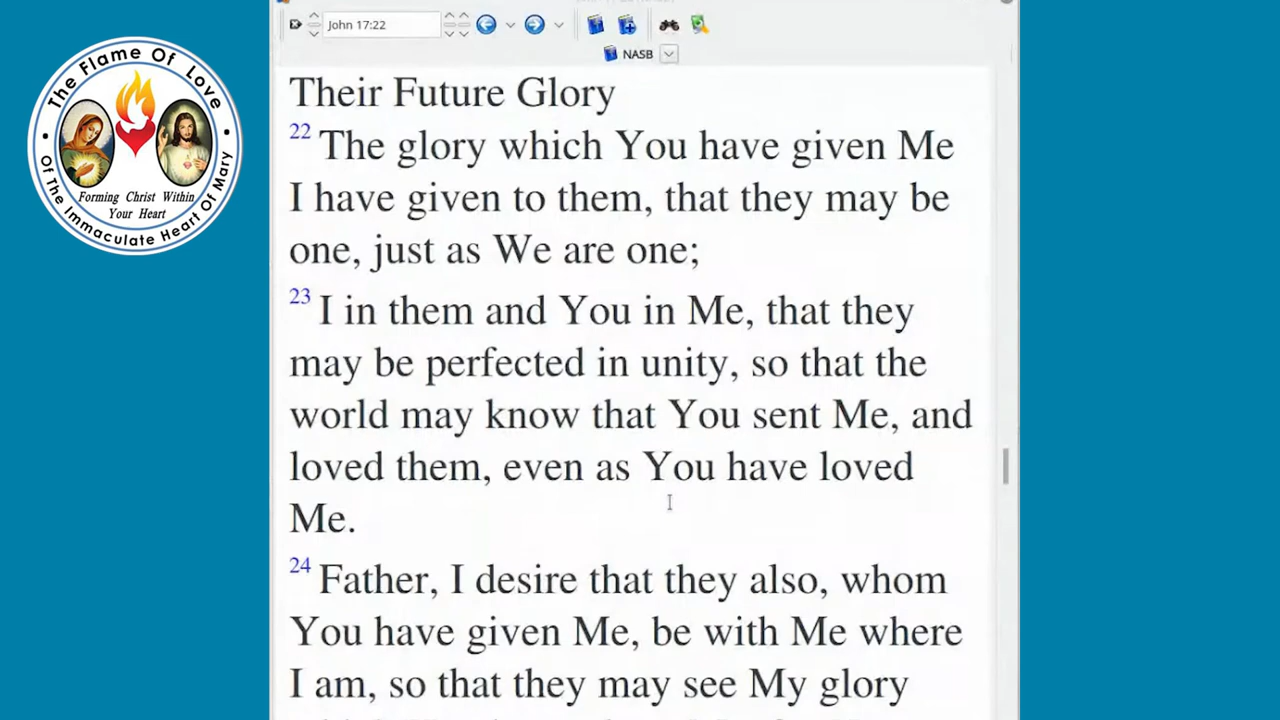 The Flame Of Love
Of The Immaculate Heart Of Mary
Forming Christ Within
Your Heart
John 17:22
NASB
Their Future Glory
22 The glory which You have given Me
I have given to them, that they may be
one, just as We are one;
23 I in them and You in Me, that they
may be perfected in unity, so that the
world may know that You sent Me, and
loved them, even as You have loved
Me.
24 Father, I desire that they also, whom
You have given Me, be with Me where
I am, so that they may see My glory